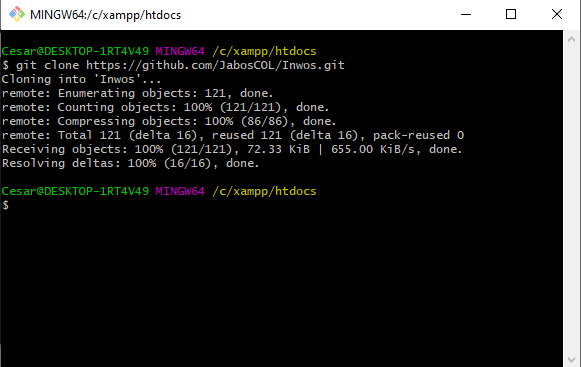 MINGW64:/c/xampp/htdocs
Cesar@DESKTOP-1RT4V49 MINGW64 /c/xampp/htdocs
$ git clone https://github.com/JabosCOL/Inwos.git
Cloning into 'Inwos'...
remote: Enumerating objects: 121, done.
remote: Counting objects: 100% (121/121), done.
remote: Compressing objects: 100% (86/86), done.
remote: Total 121 (delta 16), reused 121 (delta 16), pack-reused 0
Receiving objects: 100% (121/121), 72.33 KiB | 655.00 KiB/s, done.
Resolving deltas: 100% (16/16), done.
Cesar@DESKTOP-1RT4V49 MINGW64 /c/xampp/htdocs
$